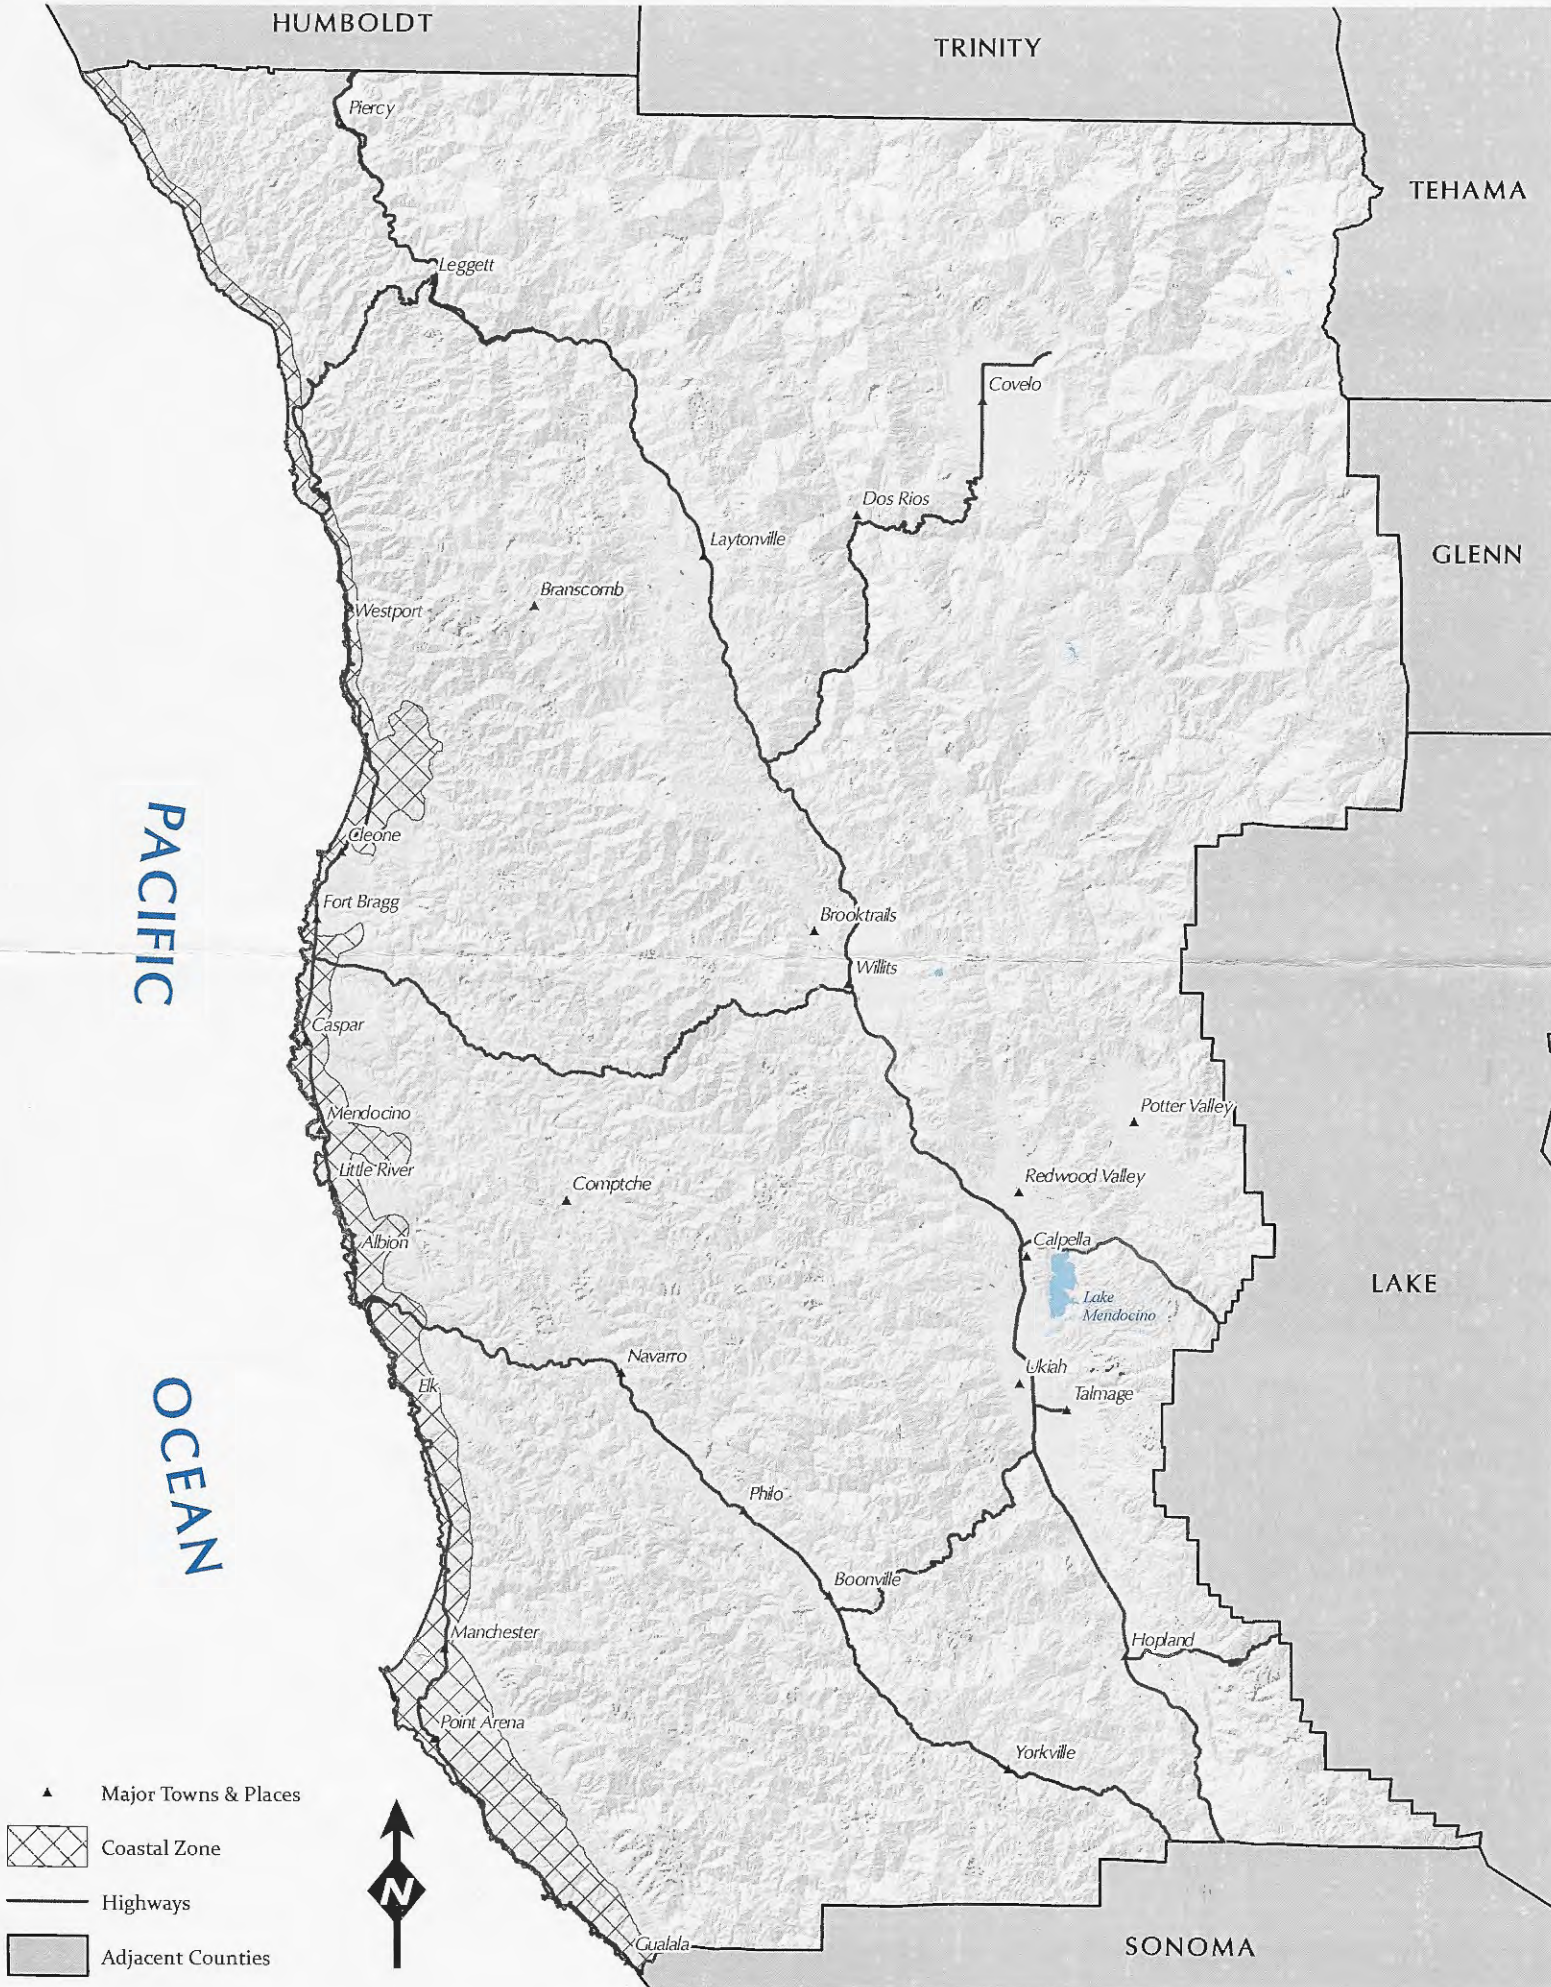 HUMBOLDT
TRINITY
Piercy
TEHAMA
Leggett
Covelo
Dos Rios
Laytonville
GLENN
Branscomb
Westport
PACIFIC
Cleone
Fort Bragg
Brooktrails
Willits
Caspar
Mendocino
Potter Valley
Little River
Redwood Valley
Comptche
Albion
Calpella
LAKE
Lake
Mendocino
OCEAN
Navarro
Ukiah
Elk
Talmage
Philo
Boonville
Manchester
Hopland
Point Arena
Yorkville
Major Towns & Places
Coastal Zone
N
Highways
Gualala
SONOMA
Adjacent Counties